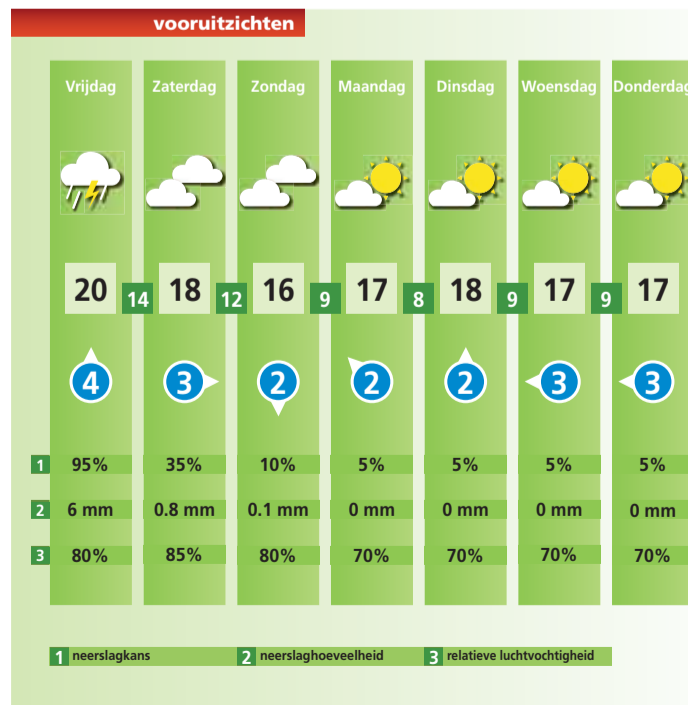 vooruitzichten
Vrijdag Zaterdag Zondag Maandag Dinsdag Woensdag Donderdag
20 14 18 12 16 9 17 8 18 9 17 9 17
4 3 2 2 2 3 3
1 95% 35% 10% 5% 5% 5% 5%
2 6 mm 0.8 mm 0.1 mm 0 mm 0 mm 0 mm 0 mm
3 80% 85% 80% 70% 70% 70% 70%
1 neerslagkans 2 neerslaghoeveelheid 3 relatieve luchtvochtigheid